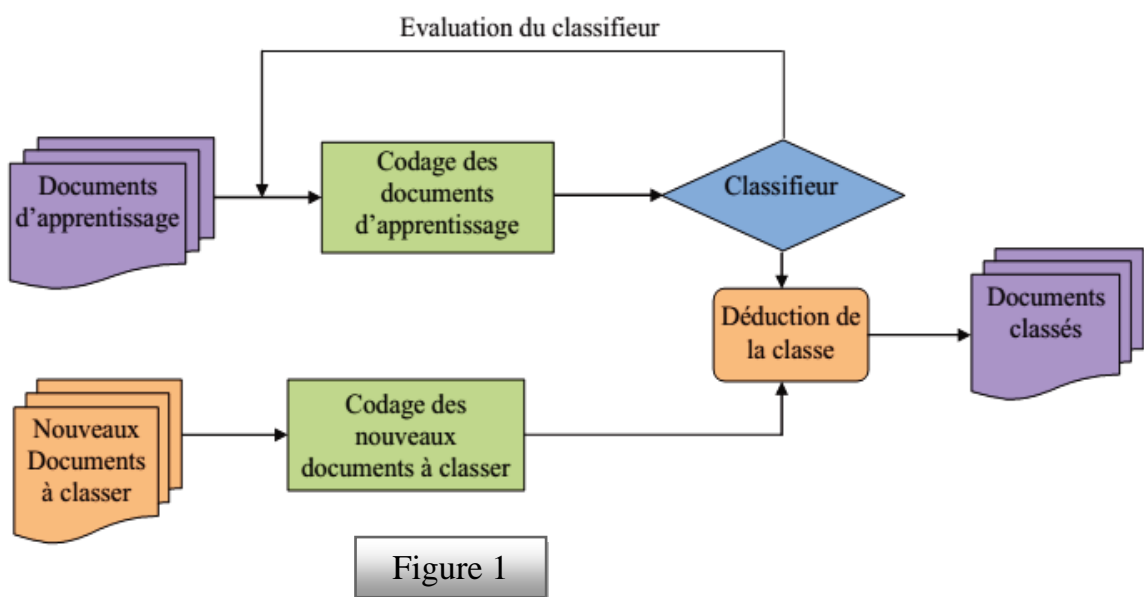 Evaluation du classifieur
Documents
d’apprentissage
Codage des
documents
d’apprentissage
Classifieur
Déduction de
la classe
Documents
classés
Nouveaux
Documents
à classer
Codage des
nouveaux
documents à classer
Figure 1